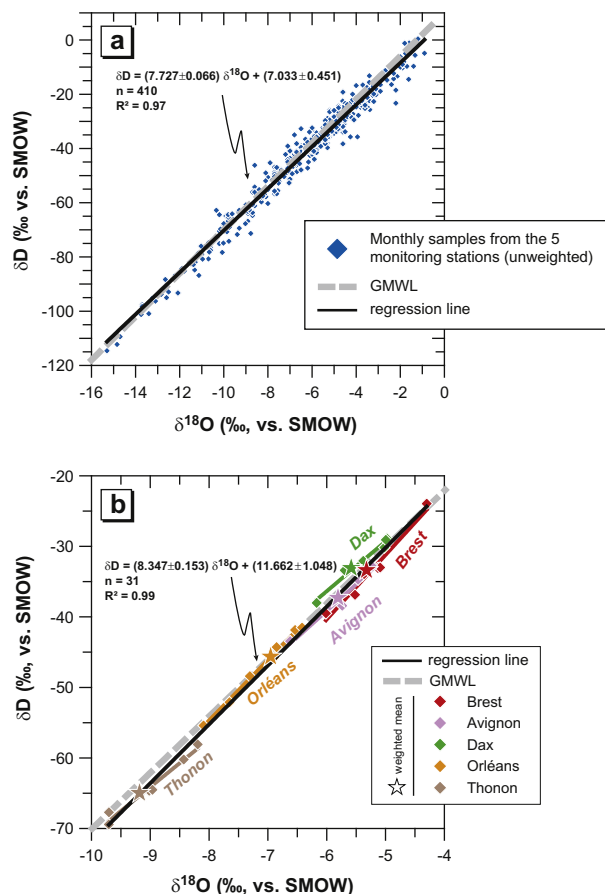 a
δD = (7.727±0.066) δ18O + (7.033±0.451)
n = 410
R² = 0.97
0
-20
-40
-60
-80
-100
-120
δD (‰ vs. SMOW)
-16 -14 -12 -10 -8 -6 -4 -2 0
δ18O (‰, vs. SMOW)
Monthly samples from the 5
monitoring stations (unweighted)
GMWL
regression line
b
δD = (8.347±0.153) δ18O + (11.662±1.048)
n = 31
R² = 0.99
-20
-30
-40
-50
-60
-70
δD (‰, vs. SMOW)
Dax
Brest
Avignon
Orléans
Thonon
-10 -9 -8 -7 -6 -5 -4
δ18O (‰, vs. SMOW)
regression line
GMWL
weighted mean
Brest
Avignon
Dax
Orléans
Thonon